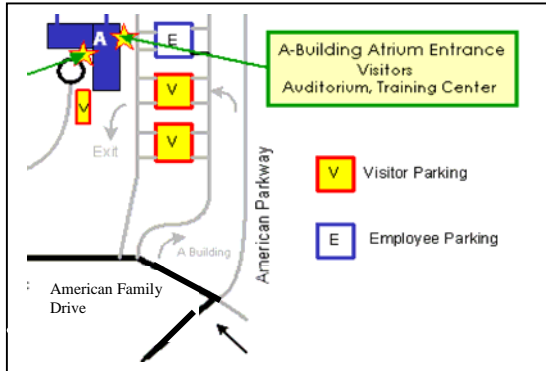 A
E
A-Building Atrium Entrance
Visitors
Auditorium, Training Center
V
V
V
Exit
A Building
American Parkway
V Visitor Parking
E Employee Parking
American Family
Drive